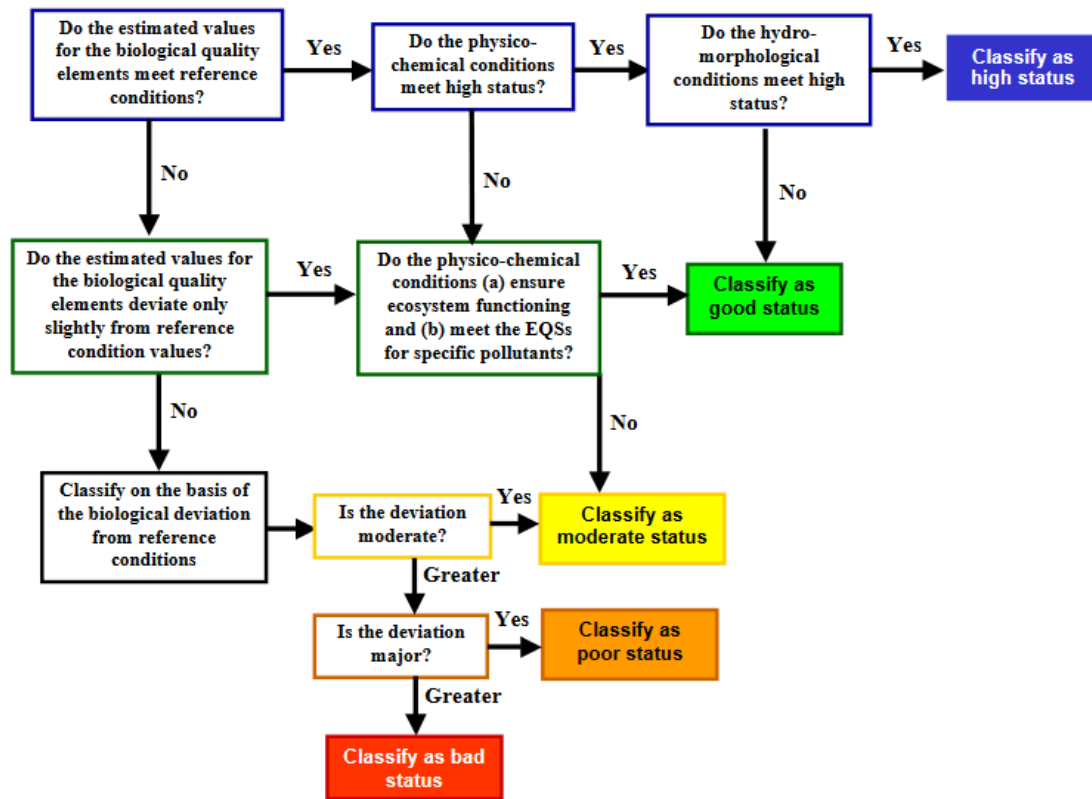 Do the estimated values
for the biological quality
elements meet reference
conditions?
Yes
Do the physico-
chemical conditions
meet high status?
Yes
Do the hydro-
morphological
conditions meet high
status?
Yes
Classify as
high status
No
No
No
Do the estimated values for
the biological quality
elements deviate only
slightly from reference
condition values?
Yes
Do the physico-chemical
conditions (a) ensure
ecosystem functioning
and (b) meet the EQSs
for specific pollutants?
Yes
Classify as
good status
No
No
Classify on the basis of
the biological deviation
from reference
conditions
Is the deviation
moderate?
Yes
Classify as
moderate status
Greater
Is the deviation
major?
Yes
Classify as
poor status
Greater
Classify as bad
status